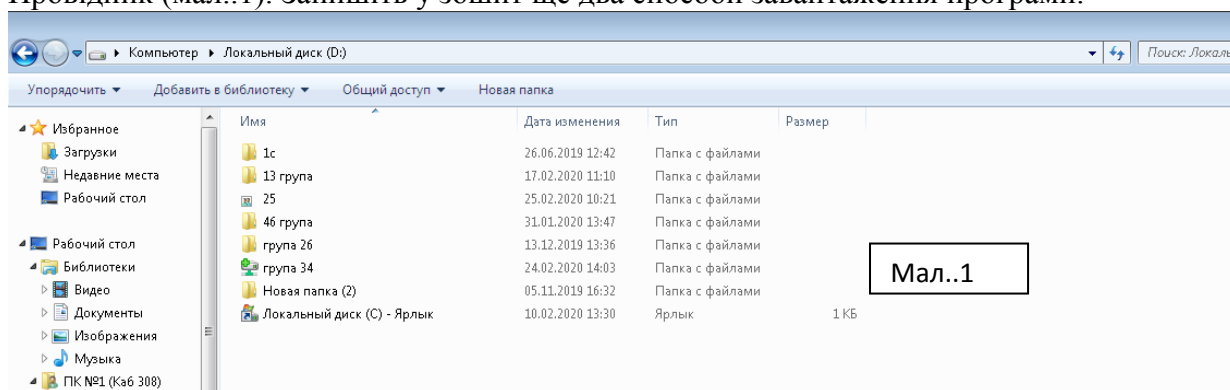 Провідник (мал..1). Запишіть у зошит ще два способи завантаження програми.
Компьютер Локальный диск (D:) Поиск: Локаль
Упорядочить Добавить в библиотеку Общий доступ Новая папка
Имя Дата изменения Тип Размер
Избранное
Загрузки
Недавние места
Рабочий стол
Рабочий стол
Библиотеки
Видео
Документы
Изображения
Музыка
ПК №1 (Каб 308)
1с 26.06.2019 12:42 Папка с файлами
13 група 17.02.2020 11:10 Папка с файлами
25 25.02.2020 10:21 Папка с файлами
46 група 31.01.2020 13:47 Папка с файлами
група 26 13.12.2019 13:36 Папка с файлами
група 34 24.02.2020 14:03 Папка с файлами
Новая папка (2) 05.11.2019 16:32 Папка с файлами
Локальный диск (C) - Ярлык 10.02.2020 13:30 Ярлык 1 КБ
Мал..1